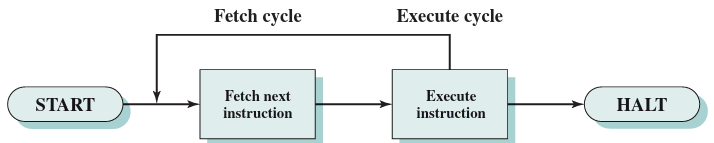 Fetch cycle
Execute cycle
START
Fetch next
instruction
Execute
instruction
HALT